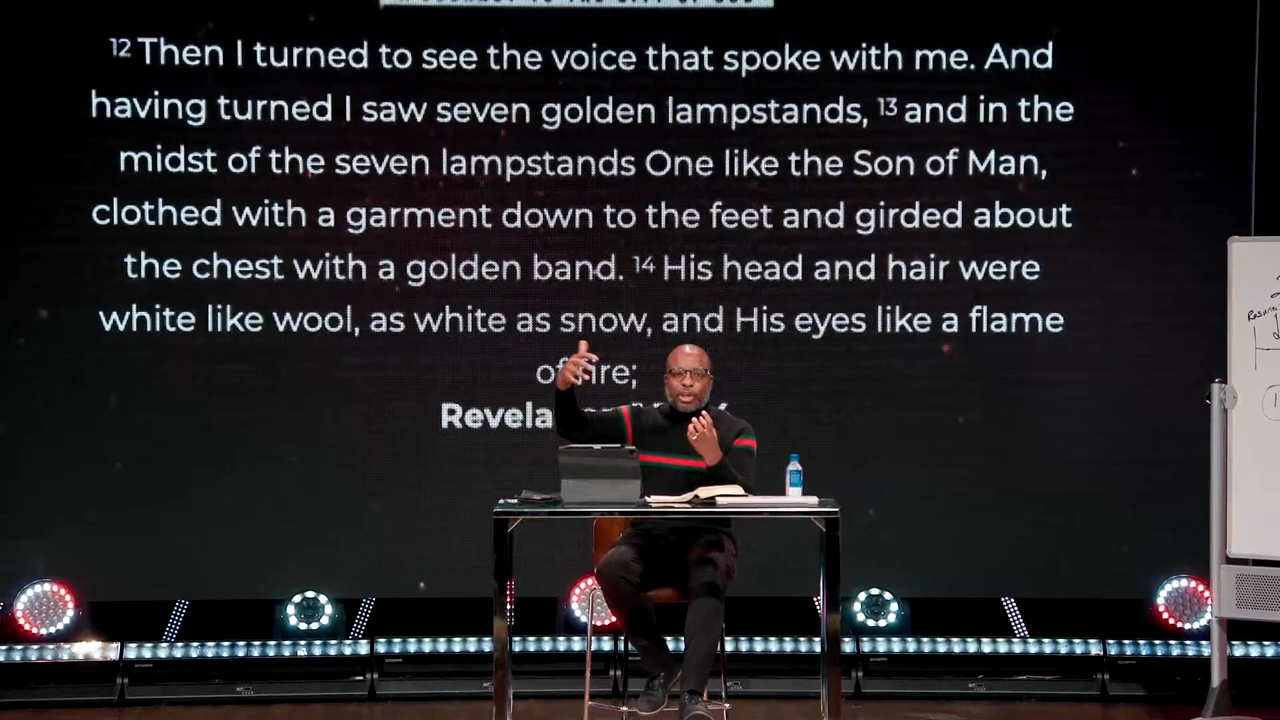 12 Then I turned to see the voice that spoke with me. And
having turned I saw seven golden lampstands, 13 and in the
midst of the seven lampstands One like the Son of Man,
clothed with a garment down to the feet and girded about
the chest with a golden band. 14 His head and hair were
white like wool, as white as snow, and His eyes like a flame